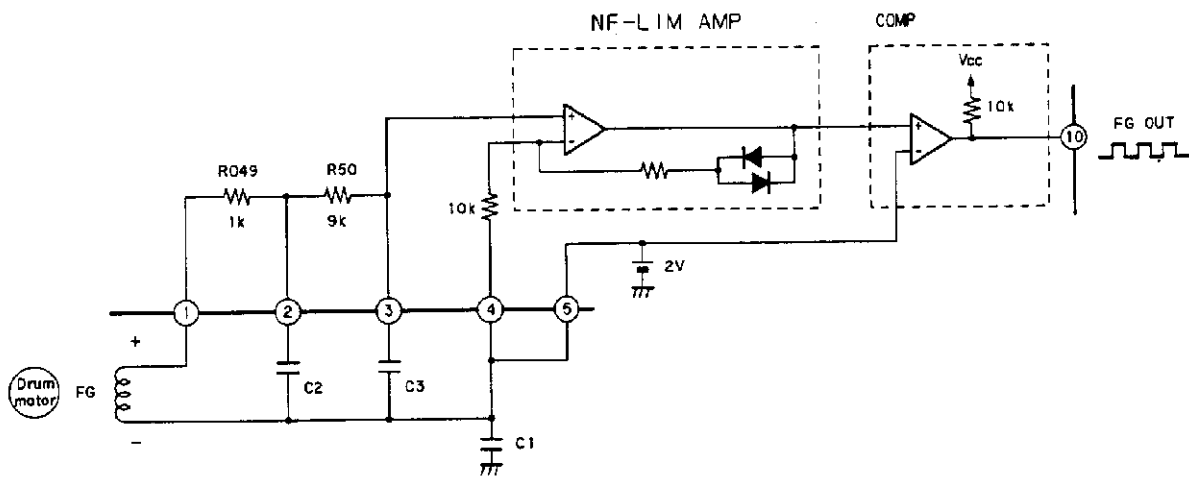 NF-LIM AMP
COMP
Vcc
10k
10
FG OUT
R049
1k
R50
9k
10k
2V
1
2
3
4
5
+
-
+
-
+
Drum
motor
FG
C2
C3
-
C1